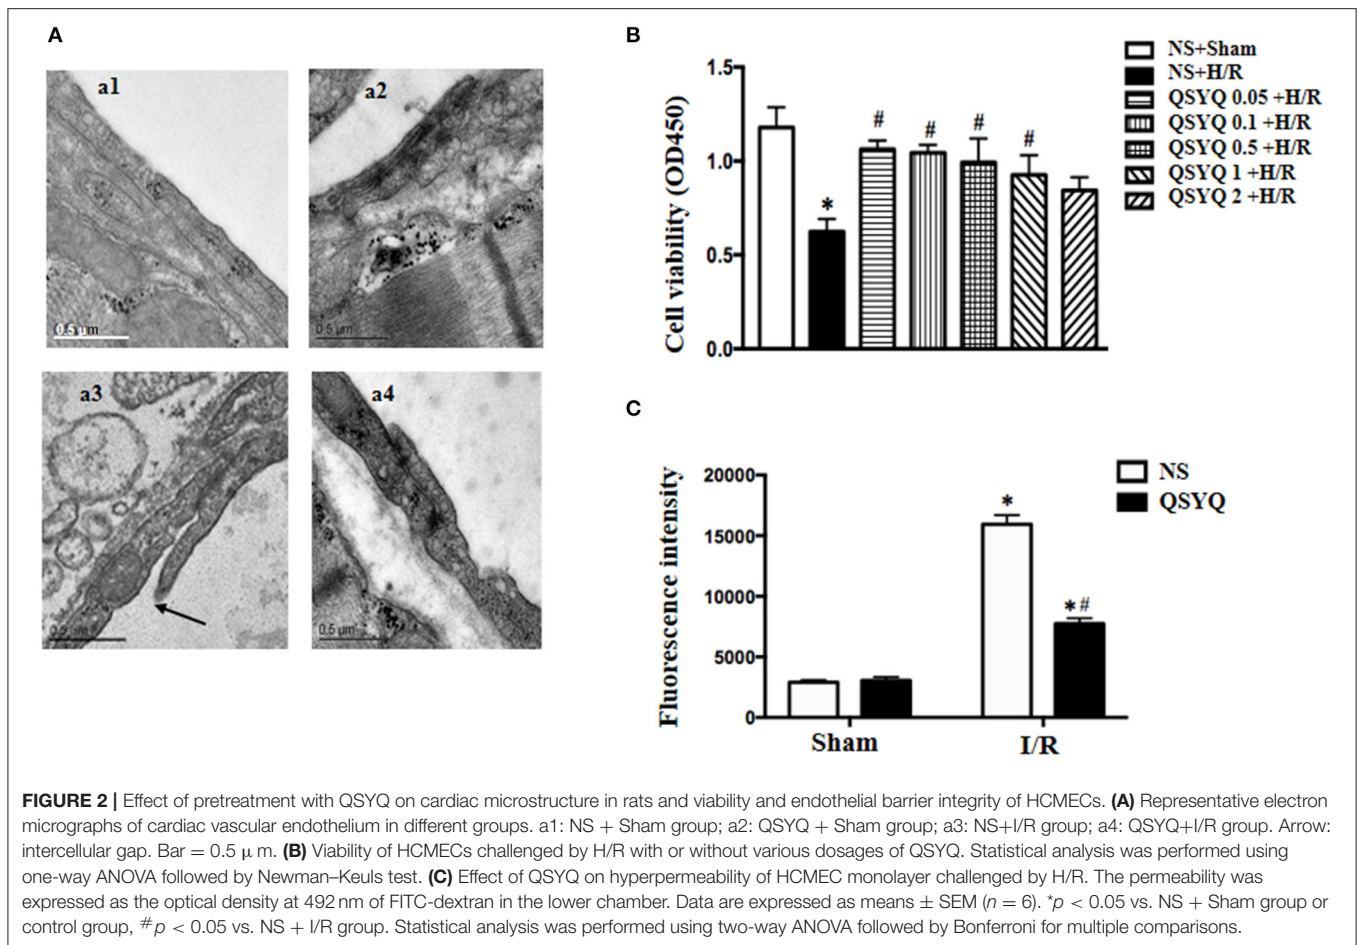 A
a1
a2
0.5 µm
0.5 µm
a3
a4
0.5 µm
0.5 µm
B
NS+Sham
NS+H/R
QSYQ 0.05 +H/R
QSYQ 0.1 +H/R
QSYQ 0.5 +H/R
QSYQ 1 +H/R
QSYQ 2 +H/R
Cell viability (OD450)
1.5
1.0
0.5
0.0
*
#
#
#
#
C
NS
QSYQ
Fluorescence intensity
20000
15000
10000
5000
0
*
*#
Sham
I/R
FIGURE 2 | Effect of pretreatment with QSYQ on cardiac microstructure in rats and viability and endothelial barrier integrity of HCMECs. (A) Representative electron
micrographs of cardiac vascular endothelium in different groups. a1: NS + Sham group; a2: QSYQ + Sham group; a3: NS+I/R group; a4: QSYQ+I/R group. Arrow:
intercellular gap. Bar = 0.5 µ m. (B) Viability of HCMECs challenged by H/R with or without various dosages of QSYQ. Statistical analysis was performed using
one-way ANOVA followed by Newman–Keuls test. (C) Effect of QSYQ on hyperpermeability of HCMEC monolayer challenged by H/R. The permeability was
expressed as the optical density at 492 nm of FITC-dextran in the lower chamber. Data are expressed as means ± SEM (n = 6). *p < 0.05 vs. NS + Sham group or
control group, #p < 0.05 vs. NS + I/R group. Statistical analysis was performed using two-way ANOVA followed by Bonferroni for multiple comparisons.